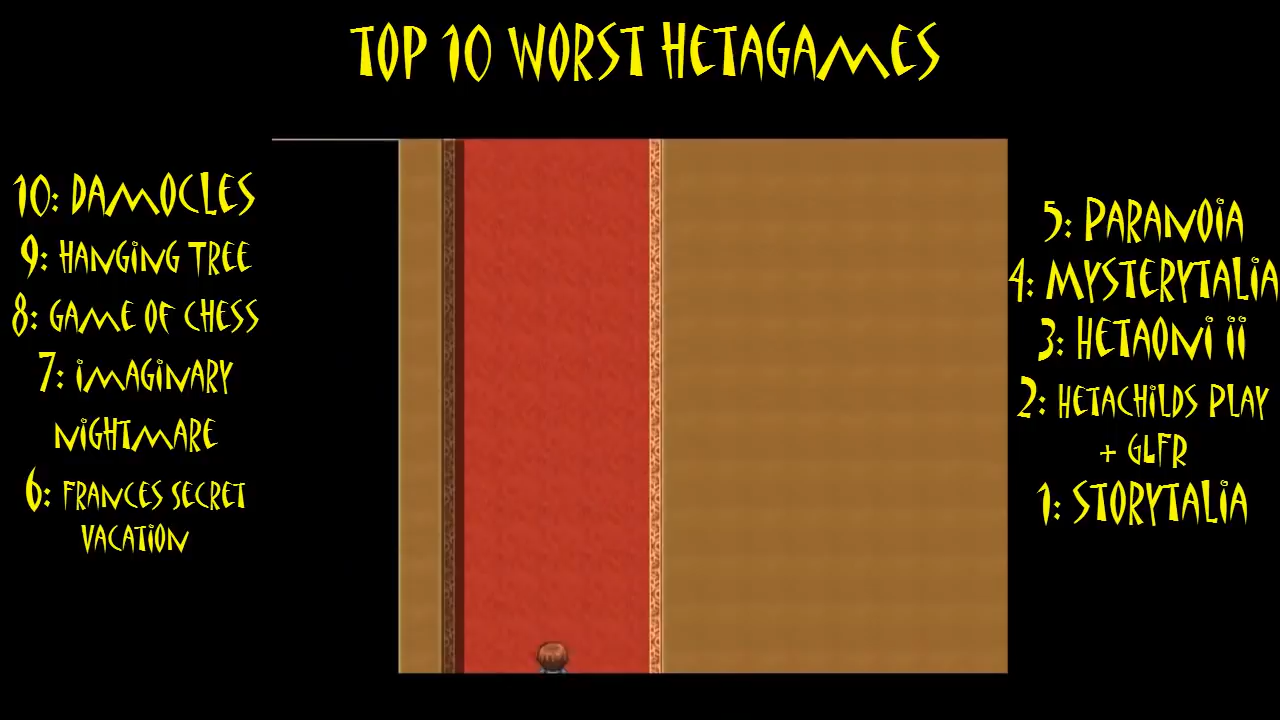 TOP 10 WORST HETAGAMES
10: DAMOCLES
9: HANGING TREE
8: GAME OF CHESS
7: iMAGiNARY
NiGHTMARE
6: FRANCES SECRET
VACATiON
5: PARANOiA
4: MYSTERYTALiA
3: HETAONi ii
2: HETACHiLDS PLAY
+ GLFR
1: STORYTALiA